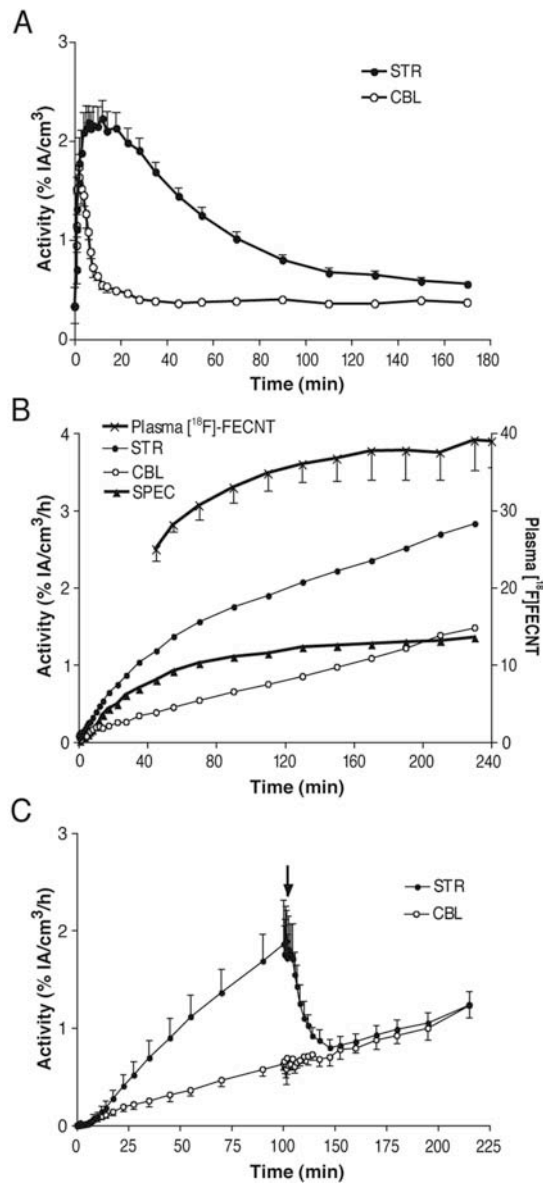 A
3
2
1
0
Activity (% IA/cm³)
STR
CBL
0 20 40 60 80 100 120 140 160 180
Time (min)
B
Plasma [¹⁸F]-FECNT
STR
CBL
SPEC
4
3
2
1
0
Activity (% IA/cm³/h)
40
30
20
10
0
Plasma [¹⁸F]FECNT
0 40 80 120 160 200 240
Time (min)
C
3
2
1
0
Activity (% IA/cm³/h)
STR
CBL
0 25 50 75 100 125 150 175 200 225
Time (min)